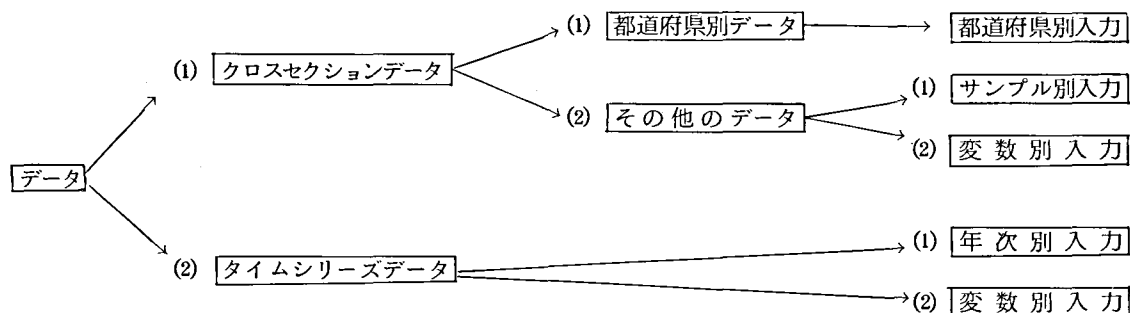 (1) 都道府県別データ 都道府県別入力
(1) クロスセクションデータ
(1) サンプル別入力
(2) その他のデータ
(2) 変数別入力
データ
(1) 年次別入力
(2) タイムシリーズデータ
(2) 変数別入力